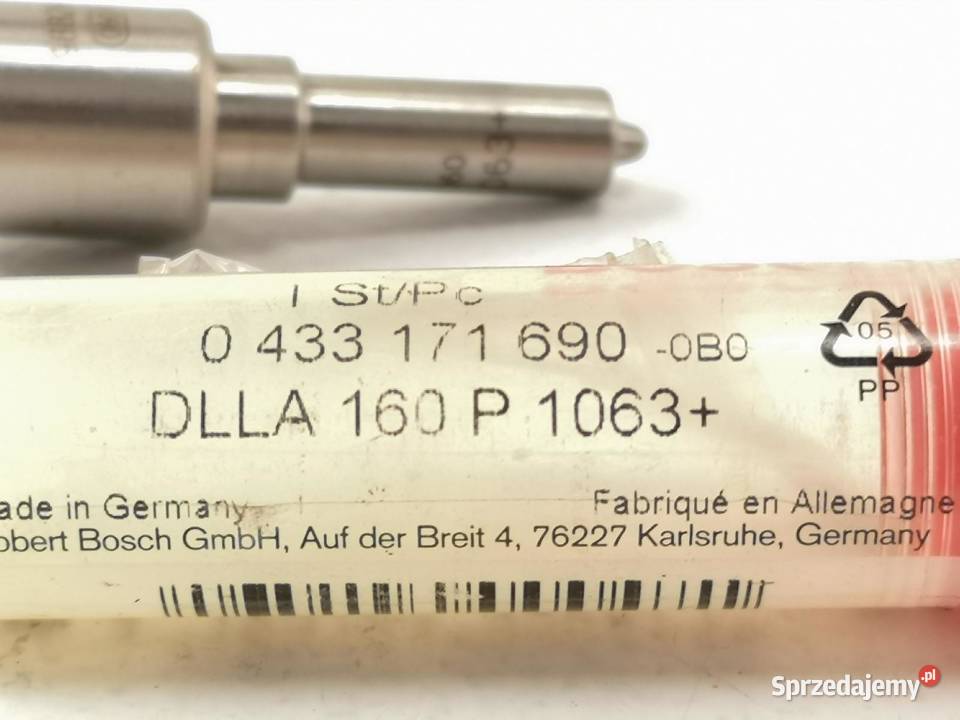 063+
1 St/Pc
0 433 171 690 -0B0
DLLA 160 P 1063+
05
PP
ade in Germany
Fabriqué en Allemagne
obert Bosch GmbH, Auf der Breit 4, 76227 Karlsruhe, Germany
Sprzedajemy.pl